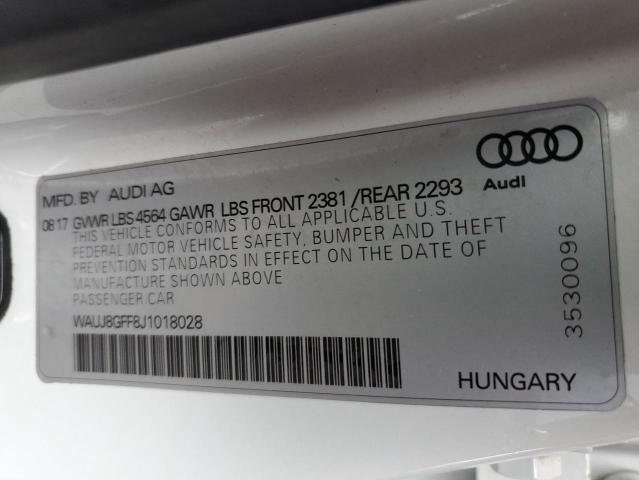 MFD. BY AUDI AG
Audi
08 17 GVWR LBS 4564 GAWR LBS FRONT 2381 /REAR 2293
THIS VEHICLE CONFORMS TO ALL APPLICABLE U.S.
FEDERAL MOTOR VEHICLE SAFETY, BUMPER AND THEFT
PREVENTION STANDARDS IN EFFECT ON THE DATE OF
MANUFACTURE SHOWN ABOVE
PASSENGER CAR
WAUJ8GFF8J1018028
3530096
HUNGARY